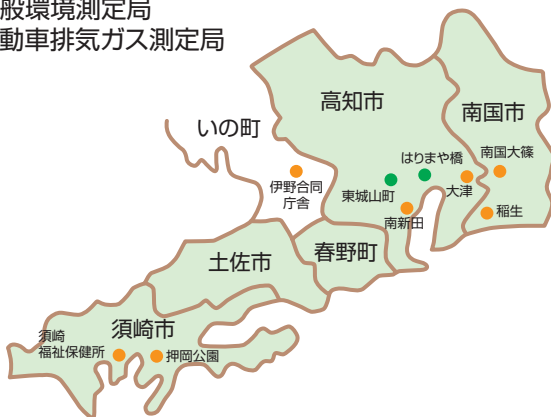 般環境測定局
動車排気ガス測定局
高知市
南国市
いの町
はりまや橋
南国大篠
伊野合同
庁舎
東城山町
大津
南新田
稲生
春野町
土佐市
須崎市
須崎
福祉保健所
押岡公園